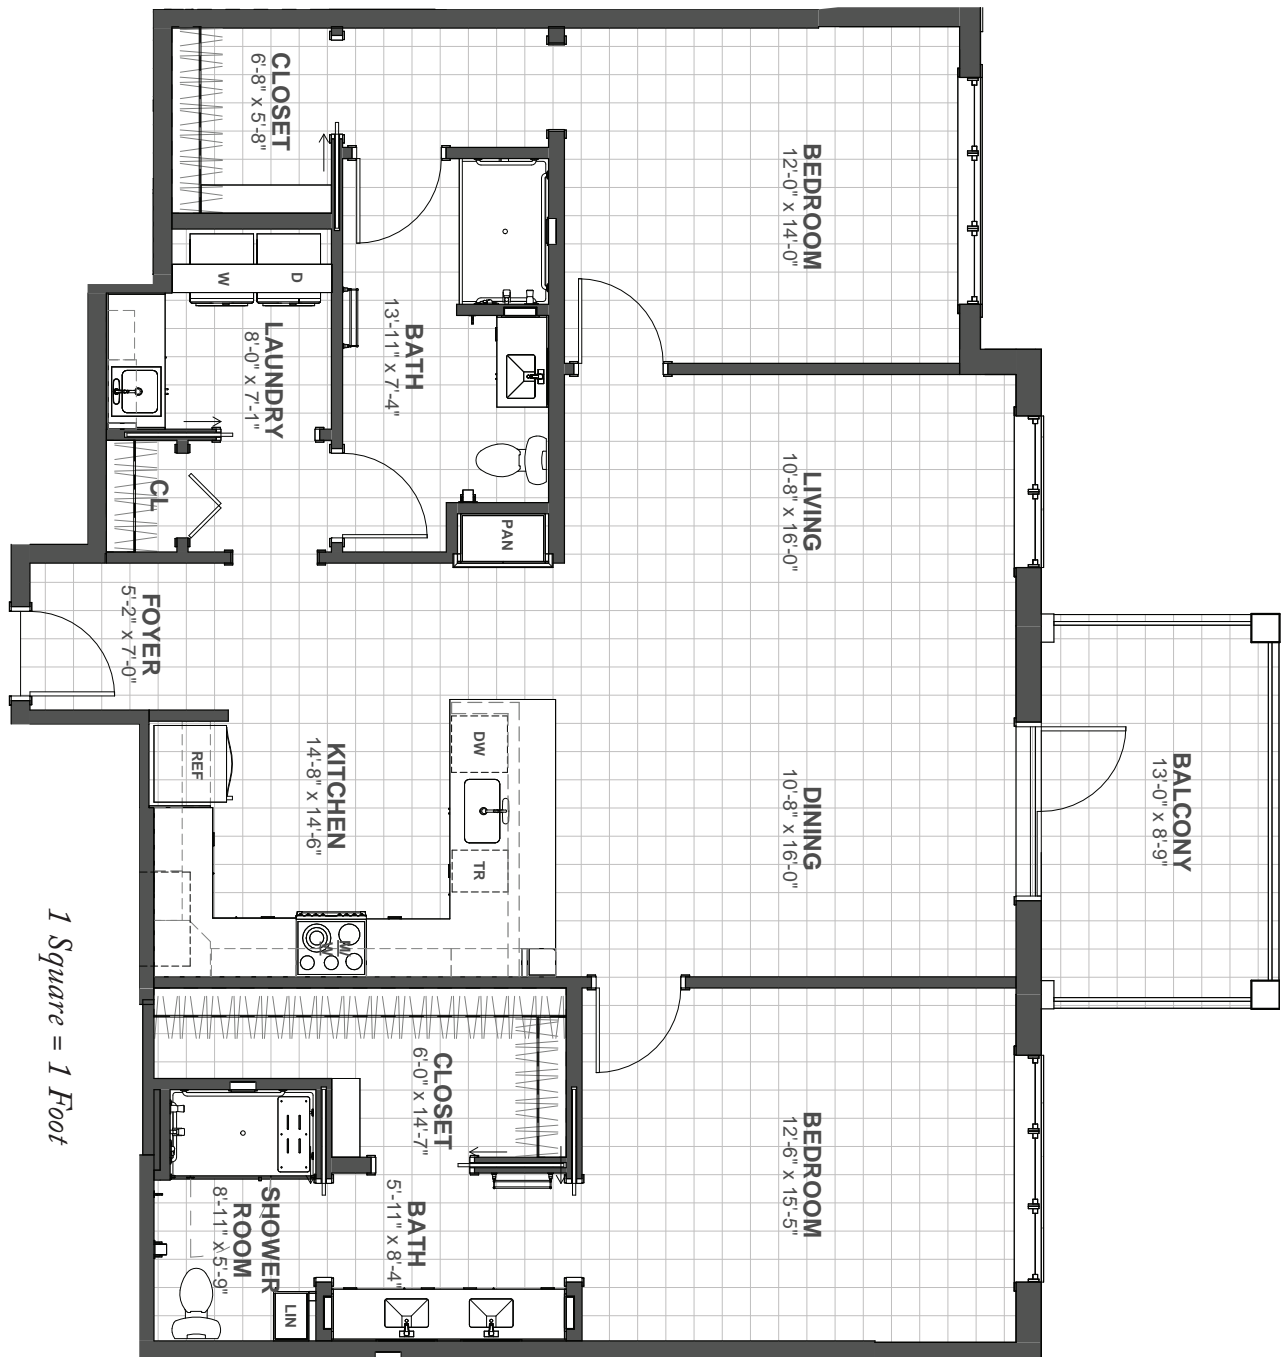 CLOSET
6'-8" x 5'-8"
BEDROOM
12'-0" x 14'-0"
W
D
LAUNDRY
8'-0" x 7'-1"
BATH
13'-11" x 7'-4"
CL
PAN
LIVING
10'-8" x 16'-0"
FOYER
5'-2" x 7'-0"
REF
KITCHEN
14'-8" x 14'-6"
DW
TR
MW
DINING
10'-8" x 16'-0"
BALCONY
13'-0" x 8'-9"
1 Square = 1 Foot
CLOSET
6'-0" x 14'-7"
BEDROOM
12'-6" x 15'-5"
SHOWER
ROOM
8'-11" x 5'-9"
BATH
5'-11" x 8'-4"
LIN